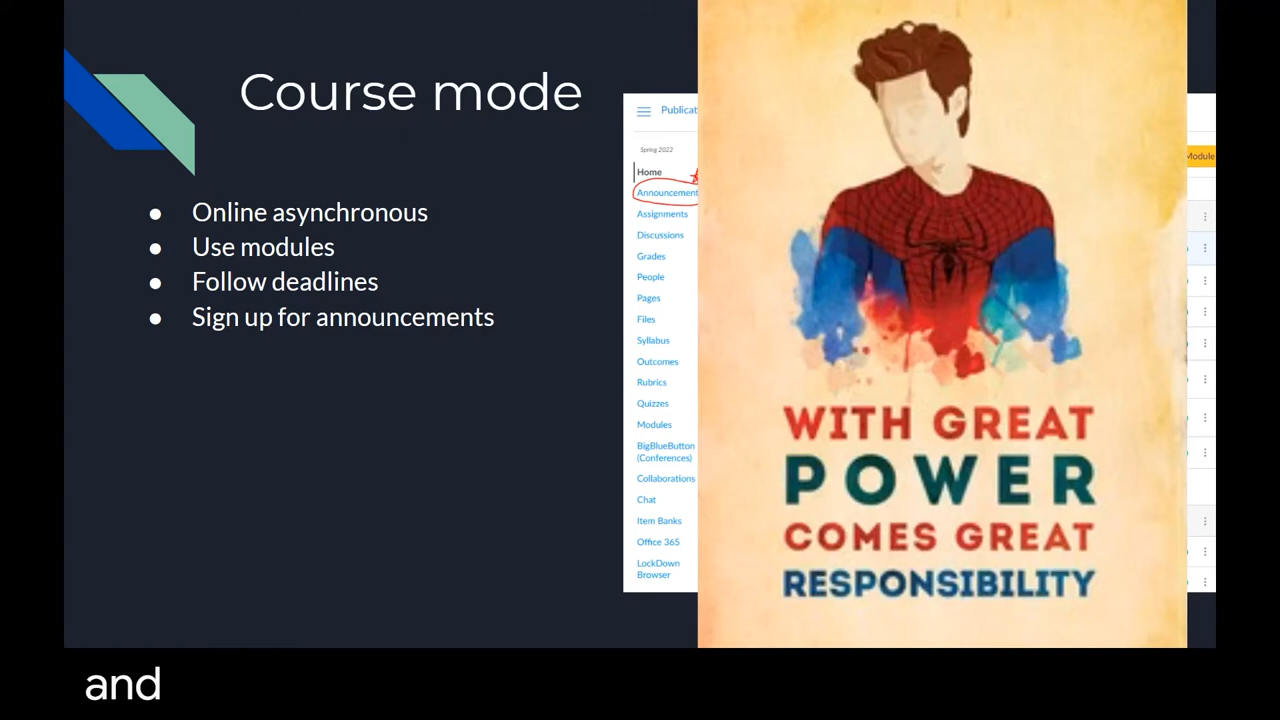 Course mode
● Online asynchronous
● Use modules
● Follow deadlines
● Sign up for announcements
Spring 2022
Home
Announcement
Assignments
Discussions
Grades
People
Pages
Files
Syllabus
Outcomes
Rubrics
Quizzes
Modules
BigBlueButton
(Conferences)
Collaborations
Chat
Item Banks
Office 365
LockDown
Browser
Module
WITH GREAT
POWER
COMES GREAT
RESPONSIBILITY
and